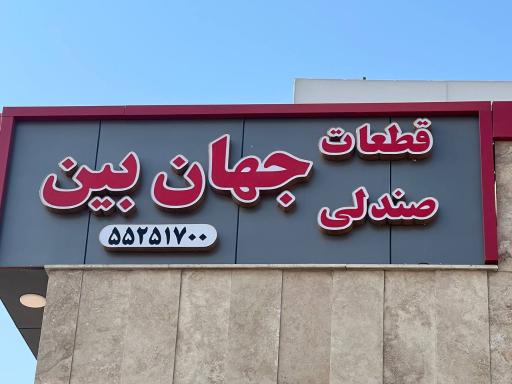 قطعات
صندلی
جهان بین
۵۵۲۵۱۷۰۰